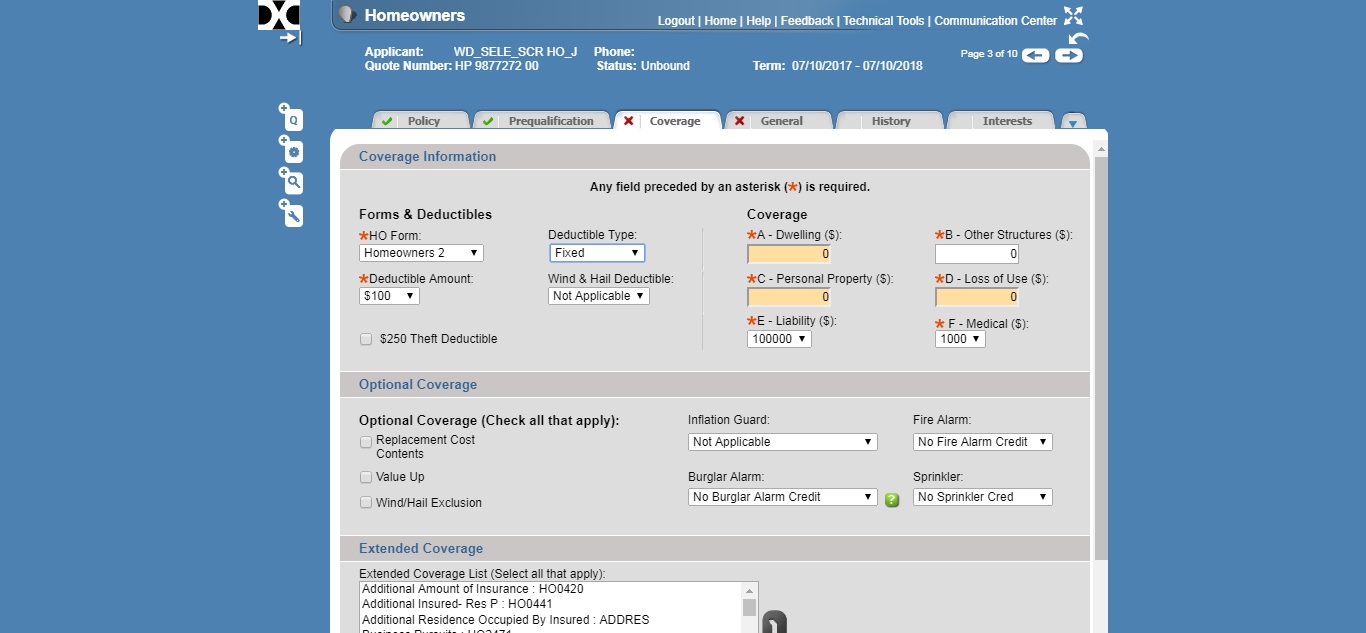 DXC
Homeowners
Logout | Home | Help | Feedback | Technical Tools | Communication Center
Applicant: WD_SELE_SCR HO_J Phone:
Quote Number: HP 9877272 00 Status: Unbound Term: 07/10/2017 - 07/10/2018
Page 3 of 10
Q
Policy Prequalification Coverage General History Interests
Coverage Information
Any field preceded by an asterisk (*) is required.
Forms & Deductibles Coverage
*HO Form: Deductible Type: *A - Dwelling ($): *B - Other Structures ($):
Homeowners 2 Fixed 0 0
*Deductible Amount: Wind & Hail Deductible: *C - Personal Property ($): *D - Loss of Use ($):
$100 Not Applicable 0 0
*E - Liability ($): * F - Medical ($):
$250 Theft Deductible 100000 1000
Optional Coverage
Optional Coverage (Check all that apply): Inflation Guard: Fire Alarm:
Replacement Cost
Contents
Not Applicable No Fire Alarm Credit
Value Up Burglar Alarm: Sprinkler:
Wind/Hail Exclusion No Burglar Alarm Credit ? No Sprinkler Cred
Extended Coverage
Extended Coverage List (Select all that apply):
Additional Amount of Insurance : HO0420
Additional Insured- Res P : HO0441
Additional Residence Occupied By Insured : ADDRES
Business Pursuits : HO2471